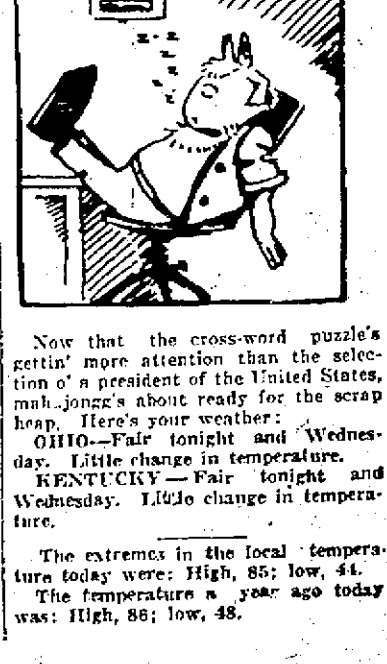 z - z
z
z
z
Now that the cross-word puzzle's
gettin' more attention than the selec-
tion o' a president of the United States,
mah jongg's about ready for the scrap
heap. Here's your weather:
OHIO—Fair tonight and Wednes-
day. Little change in temperature.
KENTUCKY—Fair tonight and
Wednesday. Little change in tempera-
ture.
The extremes in the local tempera-
ture today were: High, 85; low, 44.
The temperature a year ago today
was: High, 86; low, 48.